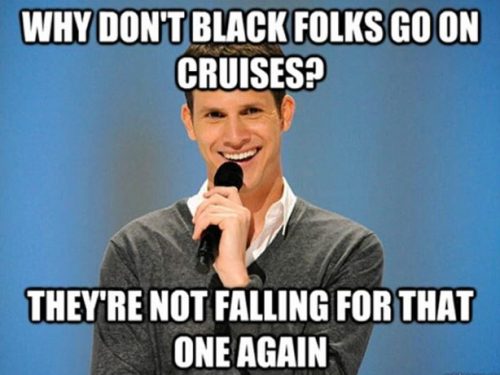 WHY DON'T BLACK FOLKS GO ON
CRUISES?
THEY'RE NOT FALLING FOR THAT
ONE AGAIN